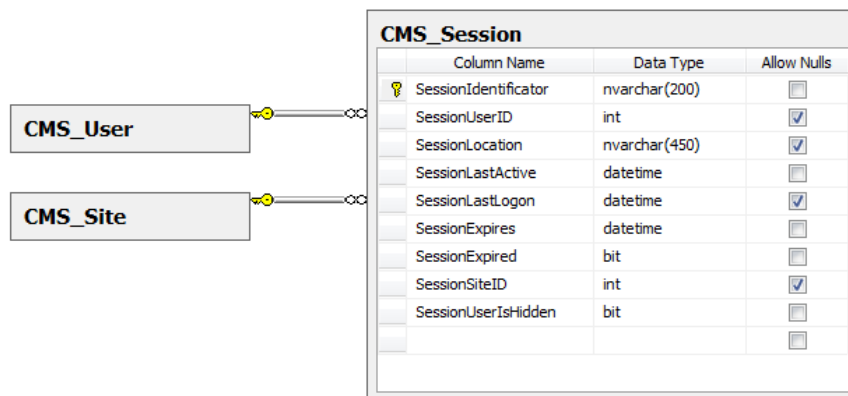 CMS_Session
Column Name Data Type Allow Nulls
SessionIdentificator nvarchar(200)
CMS_User
SessionUserID int
SessionLocation nvarchar(450)
SessionLastActive datetime
CMS_Site
SessionLastLogon datetime
SessionExpires datetime
SessionExpired bit
SessionSiteID int
SessionUserIsHidden bit